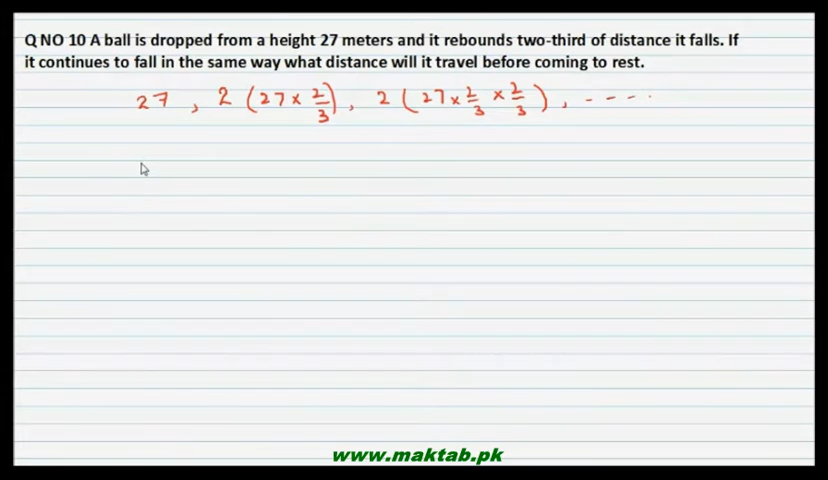 Q NO 10 A ball is dropped from a height 27 meters and it rebounds two-third of distance it falls. If
it continues to fall in the same way what distance will it travel before coming to rest.
27 , 2 (27 × 2/3) , 2 (27 × 2/3 × 2/3) , - - - -
www.maktab.pk